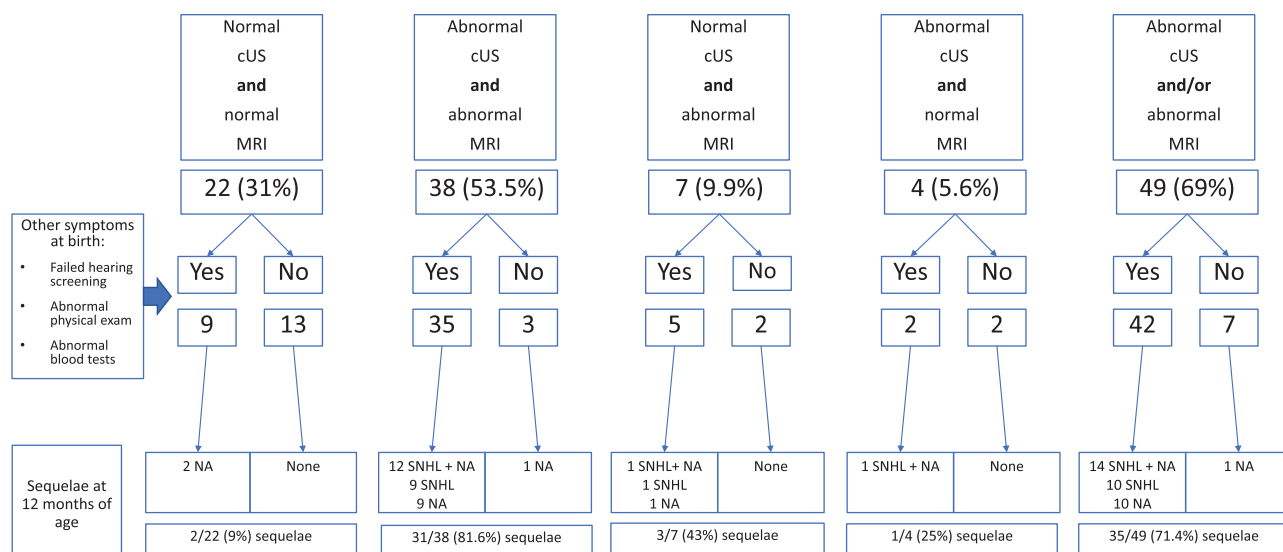 Normal
cUS
and
normal
MRI
Abnormal
cUS
and
abnormal
MRI
Normal
cUS
and
abnormal
MRI
Abnormal
cUS
and
normal
MRI
Abnormal
cUS
and/or
abnormal
MRI
22 (31%)
38 (53.5%)
7 (9.9%)
4 (5.6%)
49 (69%)
Other symptoms
at birth:
• Failed hearing
screening
• Abnormal
physical exam
• Abnormal
blood tests
Yes
No
Yes
No
Yes
No
Yes
No
Yes
No
9
13
35
3
5
2
2
2
42
7
Sequelae at
12 months of
age
2 NA
None
12 SNHL + NA
9 SNHL
9 NA
1 NA
1 SNHL+ NA
1 SNHL
1 NA
None
1 SNHL + NA
None
14 SNHL + NA
10 SNHL
10 NA
1 NA
2/22 (9%) sequelae
31/38 (81.6%) sequelae
3/7 (43%) sequelae
1/4 (25%) sequelae
35/49 (71.4%) sequelae